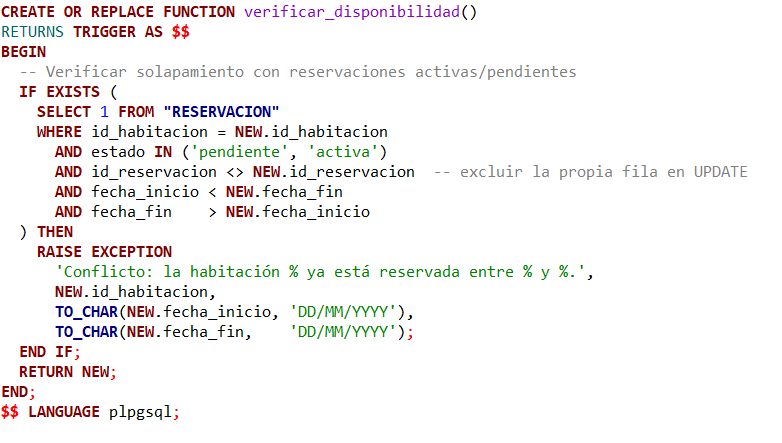 CREATE OR REPLACE FUNCTION verificar_disponibilidad()
RETURNS TRIGGER AS $$
BEGIN
  -- Verificar solapamiento con reservaciones activas/pendientes
  IF EXISTS (
    SELECT 1 FROM "RESERVACION"
    WHERE id_habitacion = NEW.id_habitacion
      AND estado IN ('pendiente', 'activa')
      AND id_reservacion <> NEW.id_reservacion  -- excluir la propia fila en UPDATE
      AND fecha_inicio < NEW.fecha_fin
      AND fecha_fin    > NEW.fecha_inicio
  ) THEN
    RAISE EXCEPTION
      'Conflicto: la habitación % ya está reservada entre % y %.',
      NEW.id_habitacion,
      TO_CHAR(NEW.fecha_inicio, 'DD/MM/YYYY'),
      TO_CHAR(NEW.fecha_fin,    'DD/MM/YYYY');
  END IF;
  RETURN NEW;
END;
$$ LANGUAGE plpgsql;